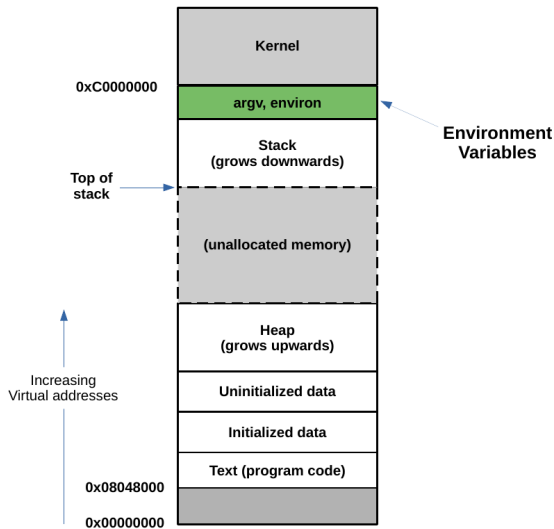 Kernel
0xC0000000
argv, environ
Environment
Variables
Stack
(grows downwards)
Top of
stack
(unallocated memory)
Heap
(grows upwards)
Increasing
Virtual addresses
Uninitialized data
Initialized data
Text (program code)
0x08048000
0x00000000